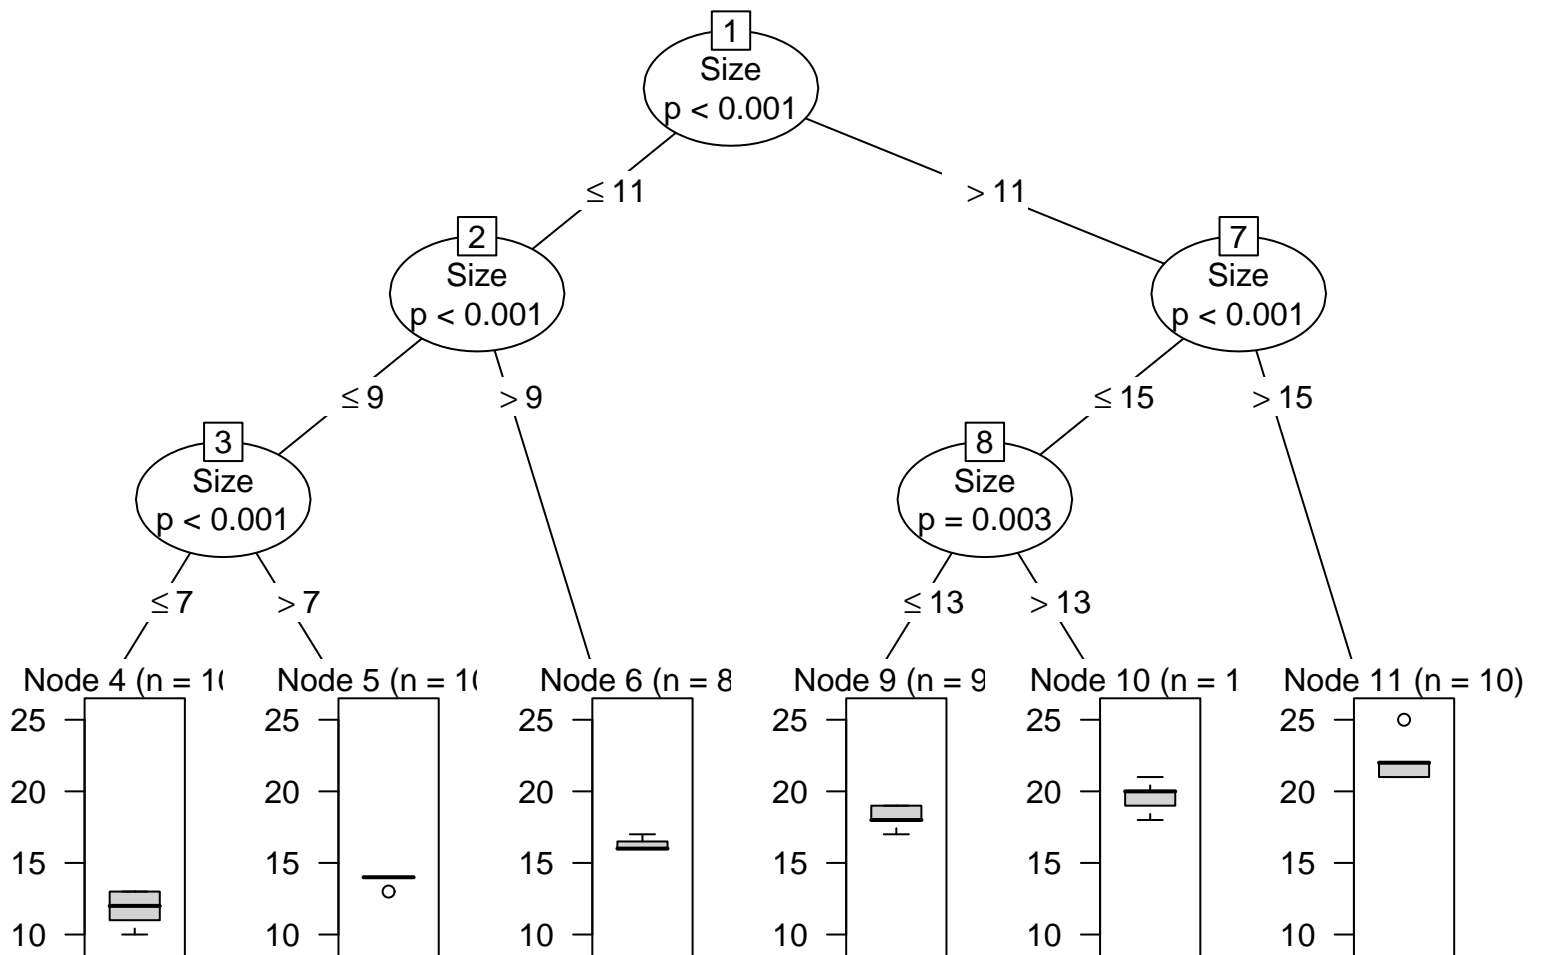 1
Size
p < 0.001
≤ 11
> 11
2
Size
p < 0.001
7
Size
p < 0.001
≤ 9
> 9
≤ 15
> 15
3
Size
p < 0.001
8
Size
p = 0.003
≤ 7
> 7
≤ 13
> 13
Node 4 (n = 10
Node 5 (n = 10
Node 6 (n = 8
Node 9 (n = 9
Node 10 (n = 1
Node 11 (n = 10)
25
20
15
10
25
20
15
10
25
20
15
10
25
20
15
10
25
20
15
10
25
20
15
10